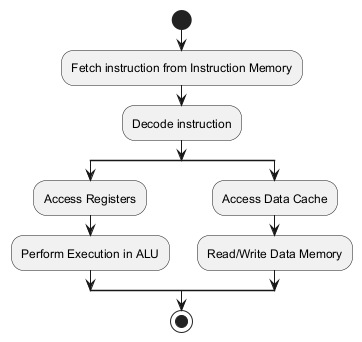 Fetch instruction from Instruction Memory
Decode instruction
Access Registers
Access Data Cache
Perform Execution in ALU
Read/Write Data Memory